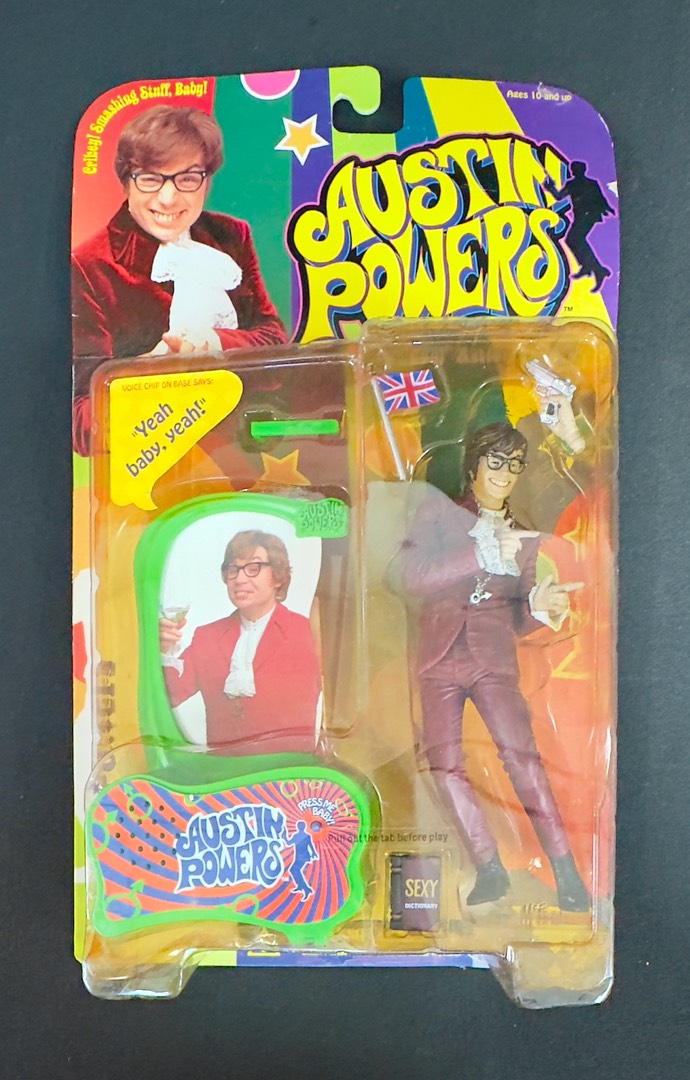 Crikey! Smashing Stuff, Baby!
Ages 10 and up
AUSTIN
POWERS
TM
VOICE CHIP ON BASE SAYS:
"Yeah
baby, yeah!"
AUSTIN
POWERS
PRESS ME
BABY!
AUSTIN
POWERS
Pull out the tab before play
SEXY
DICTIONARY